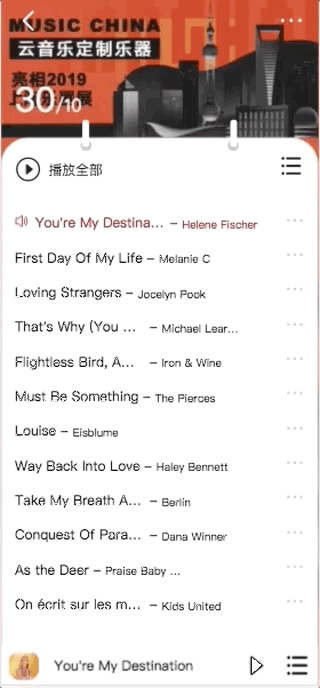 MUSIC CHINA
云音乐定制乐器
亮相2019
30/10
播放全部
You're My Destina... – Helene Fischer
First Day Of My Life – Melanie C
Loving Strangers – Jocelyn Pook
That's Why (You ... – Michael Lear...
Flightless Bird, A... – Iron & Wine
Must Be Something – The Pierces
Louise – Eisblume
Way Back Into Love – Haley Bennett
Take My Breath A... – Berlin
Conquest Of Para... – Dana Winner
As the Deer – Praise Baby ...
On écrit sur les m... – Kids United
You're My Destination